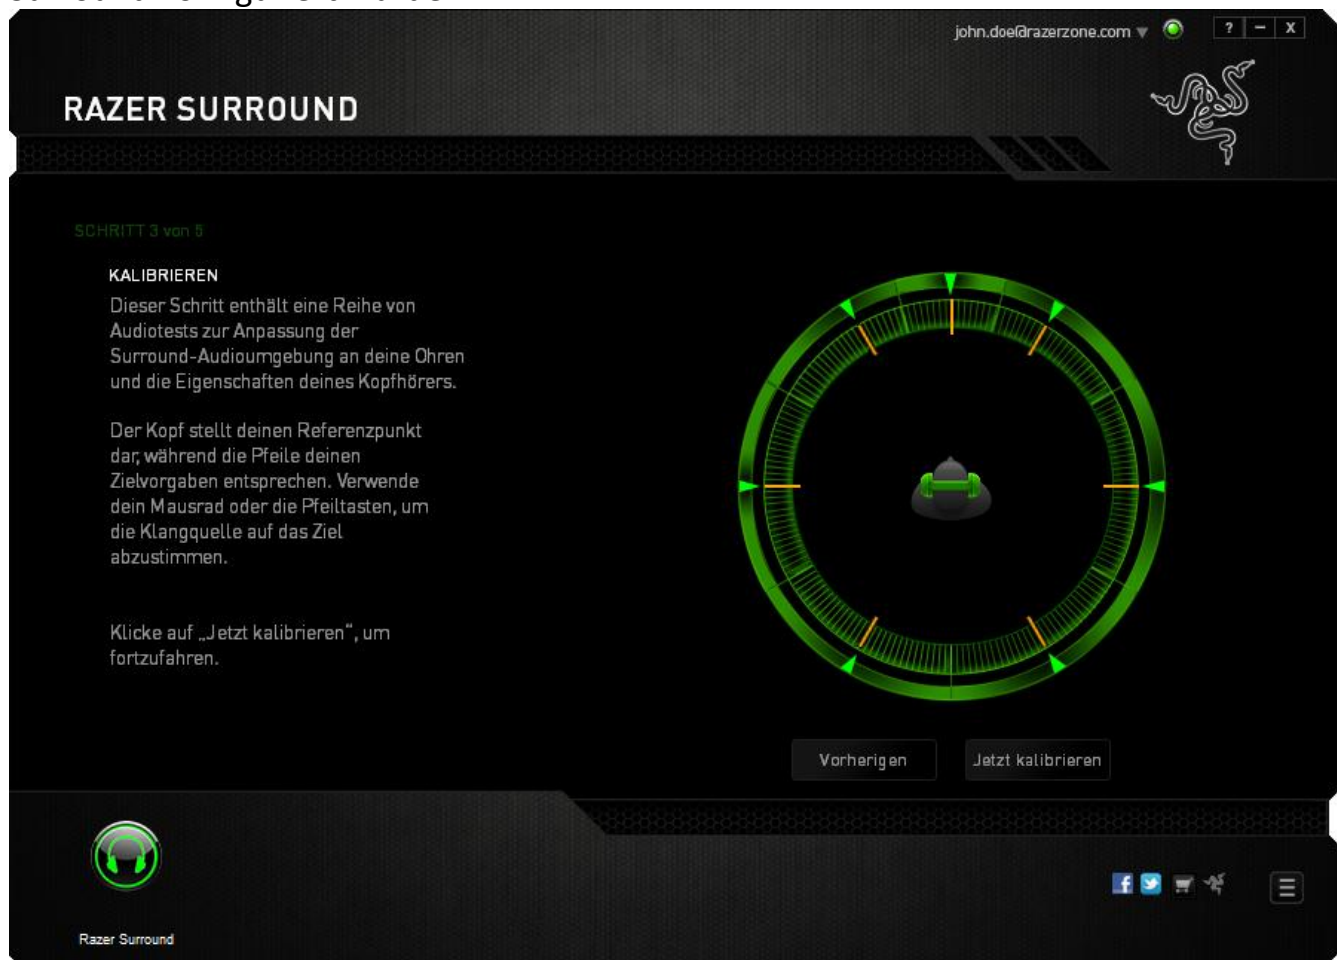 john.doe@razerzone.com
? – X
RAZER SURROUND
SCHRITT 3 von 5
KALIBRIEREN
Dieser Schritt enthält eine Reihe von
Audiotests zur Anpassung der
Surround-Audioumgebung an deine Ohren
und die Eigenschaften deines Kopfhörers.
Der Kopf stellt deinen Referenzpunkt
dar, während die Pfeile deinen
Zielvorgaben entsprechen. Verwende
dein Mausrad oder die Pfeiltasten, um
die Klangquelle auf das Ziel
abzustimmen.
Klicke auf „Jetzt kalibrieren“, um
fortzufahren.
Vorherigen
Jetzt kalibrieren
Razer Surround